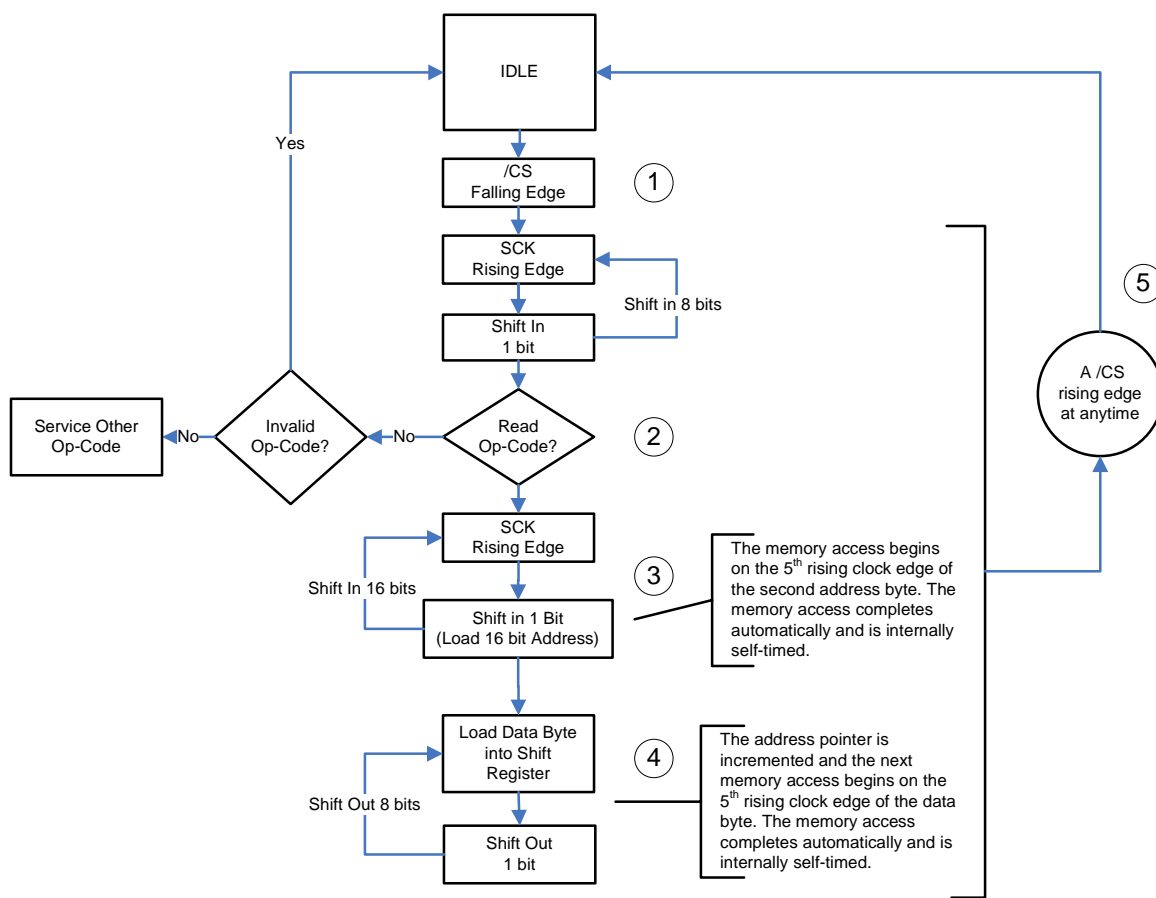 IDLE
Yes
/CS
Falling Edge
1
SCK
Rising Edge
Shift in 8 bits
5
Shift In
1 bit
A /CS
rising edge
at anytime
Service Other
Op-Code
No
Invalid
Op-Code?
No
Read
Op-Code?
2
SCK
Rising Edge
Shift In 16 bits
3
Shift in 1 Bit
(Load 16 bit Address)
The memory access begins
on the 5th rising clock edge of
the second address byte. The
memory access completes
automatically and is internally
self-timed.
Load Data Byte
into Shift
Register
4
Shift Out 8 bits
Shift Out
1 bit
The address pointer is
incremented and the next
memory access begins on the
5th rising clock edge of the data
byte. The memory access
completes automatically and is
internally self-timed.